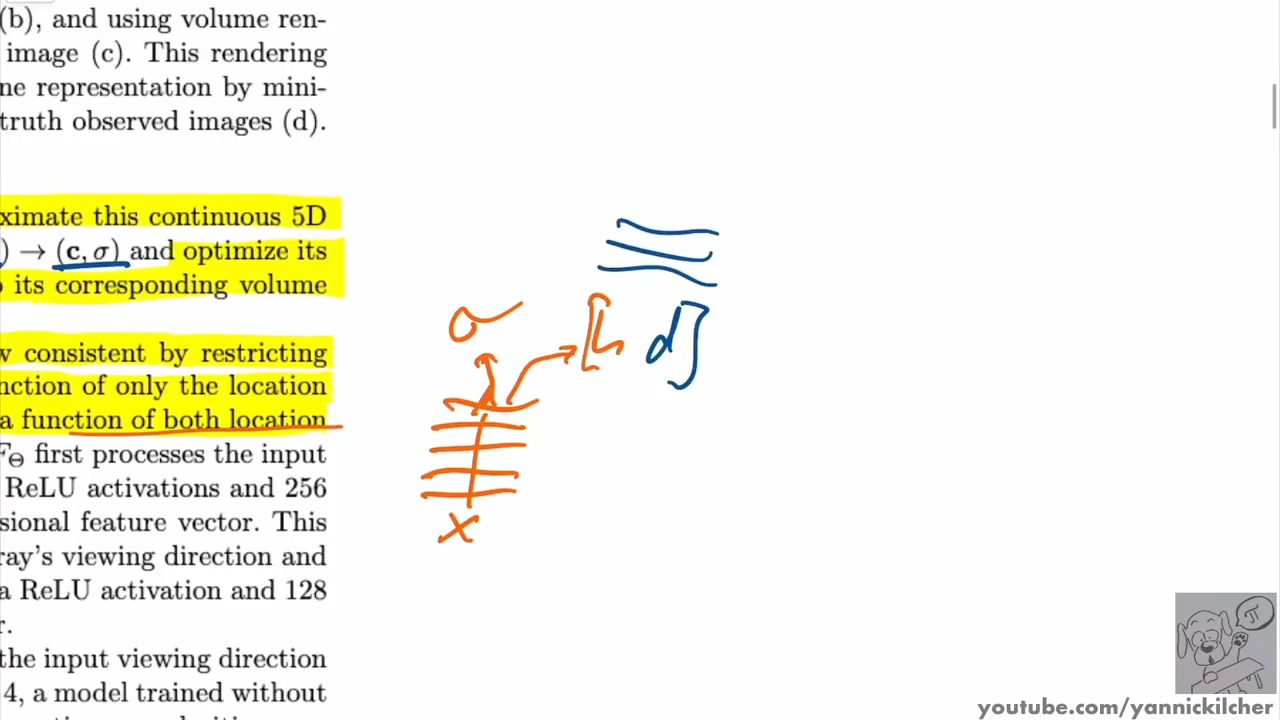 (b), and using volume ren-
image (c). This rendering
ne representation by mini-
truth observed images (d).
ximate this continuous 5D
) → (c, σ) and optimize its
its corresponding volume
w consistent by restricting
nction of only the location
a function of both location
F_Θ first processes the input
ReLU activations and 256
sional feature vector. This
ray's viewing direction and
a ReLU activation and 128
r.
the input viewing direction
4, a model trained without
σ
[h d]
x
π
youtube.com/yannickilcher